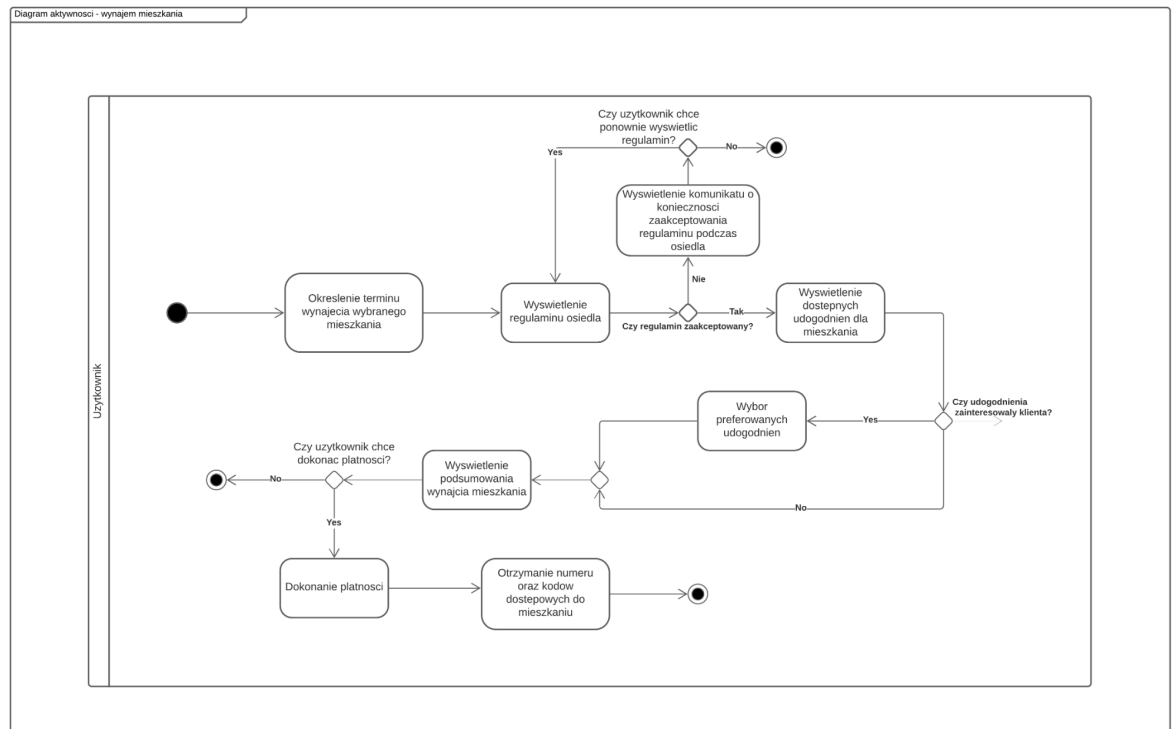 Diagram aktywnosci - wynajem mieszkania
Uzytkownik
Czy uzytkownik chce
ponownie wyswietlic
regulamin?
Yes
No
Wyswietlenie komunikatu o
koniecznosci
zaakceptowania
regulaminu podczas
osiedla
Nie
Okreslenie terminu
wynajecia wybranego
mieszkania
Wyswietlenie
regulaminu osiedla
Czy regulamin zaakceptowany?
Tak
Wyswietlenie
dostepnych
udogodnien dla
mieszkania
Czy udogodnienia
zainteresowaly klienta?
Yes
Wybor
preferowanych
udogodnien
No
Wyswietlenie
podsumowania
wynajcia mieszkania
Czy uzytkownik chce
dokonac platnosci?
No
Yes
Dokonanie platnosci
Otrzymanie numeru
oraz kodow
dostepowych do
mieszkaniu